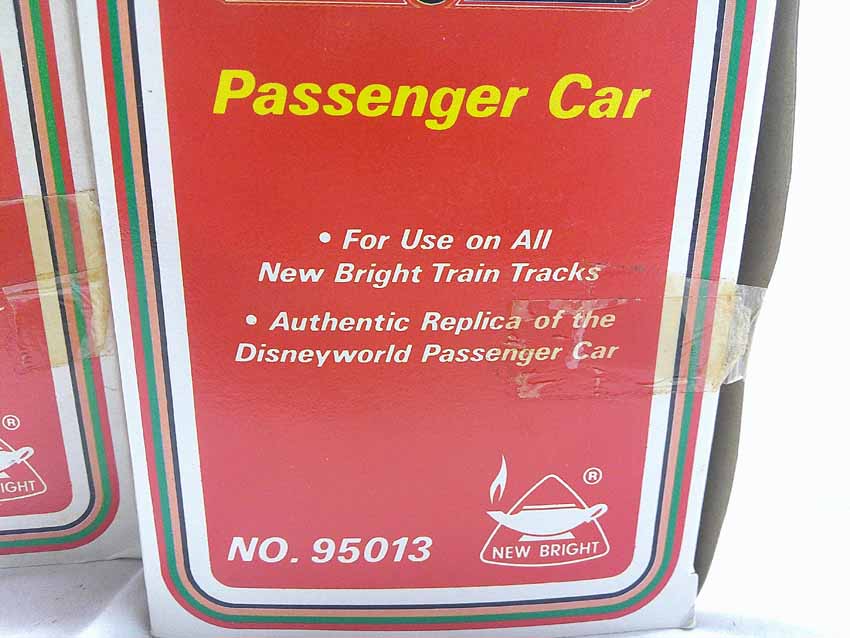 Passenger Car
• For Use on All
New Bright Train Tracks
• Authentic Replica of the
Disneyworld Passenger Car
®
NO. 95013
NEW BRIGHT
®
IGHT